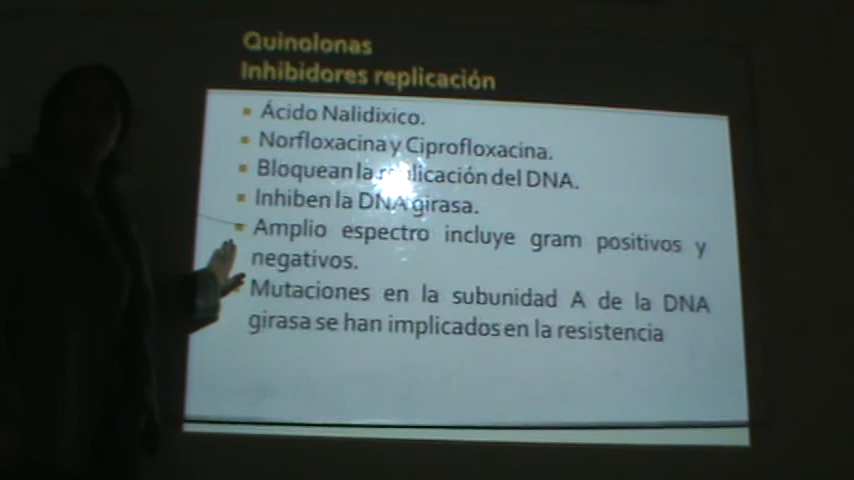 Quinolonas
Inhibidores replicación
Ácido Nalidixico.
Norfloxacina y Ciprofloxacina.
Bloquean la replicación del DNA.
Inhiben la DNA girasa.
Amplio espectro incluye gram positivos y
negativos.
Mutaciones en la subunidad A de la DNA
girasa se han implicados en la resistencia